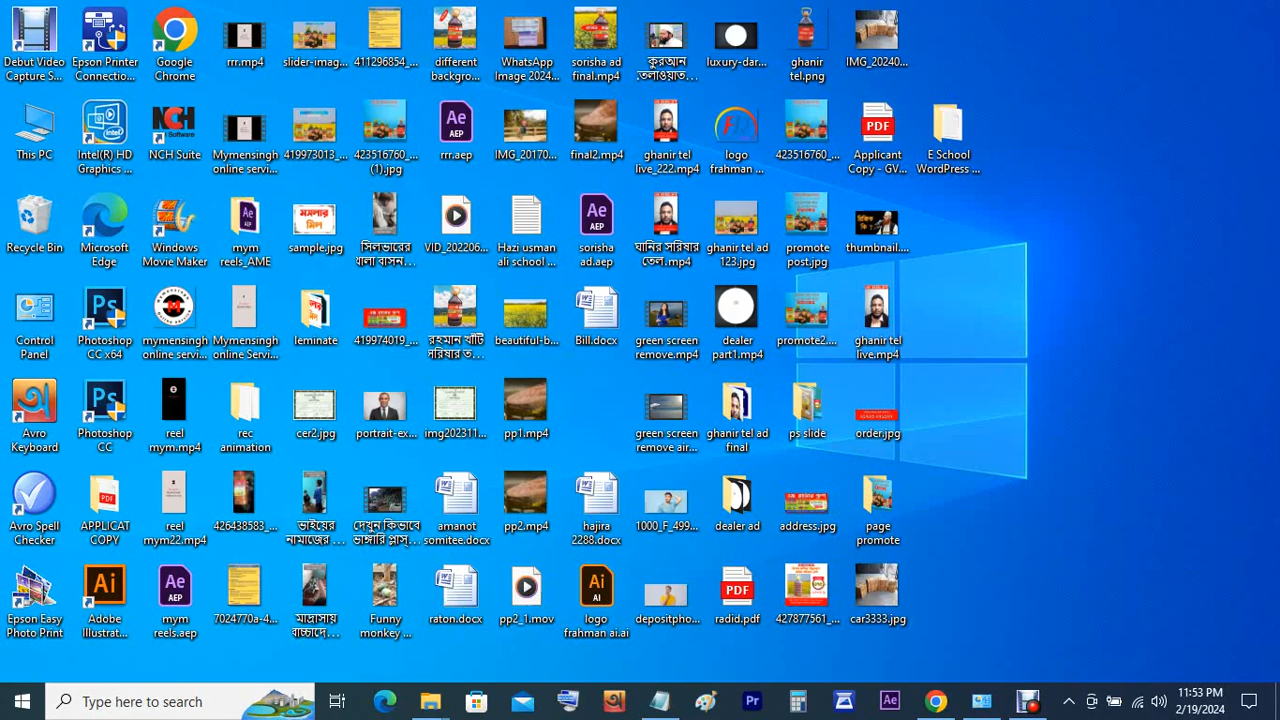 Debut Video
Capture S...
Epson Printer
Connectio...
Google
Chrome
rrr.mp4
slider-imag...
411296854_...
different
backgro...
WhatsApp
Image 2024...
sorisha ad
final.mp4
কুরআন
তেলাওয়াত...
luxury-dar...
ghanir
tel.png
IMG_20240...
This PC
Intel(R) HD
Graphics ...
NCH Suite
Mymensingh
online servi...
419973013_...
423516760_...
(1).jpg
rrr.aep
IMG_20170...
final2.mp4
ghanir tel
live_222.mp4
logo
frahman ...
423516760_...
Applicant
Copy - GV...
E School
WordPress ...
Recycle Bin
Microsoft
Edge
Windows
Movie Maker
mym
reels_AME
sample.jpg
সিলভারের
থালা বাসন...
VID_202206...
Hazi usman
ali school ...
sorisha
ad.aep
ঘানির সরিষার
তেল1.mp4
ghanir tel ad
123.jpg
promote
post.jpg
thumbnail....
Control
Panel
Photoshop
CC x64
mymensingh
online servi...
Mymensingh
online Servi...
leminate
419974019_...
রহমান খাঁটি
সরিষার ত...
beautiful-b...
Bill.docx
green screen
remove.mp4
dealer
part1.mp4
promote2....
ghanir tel
live.mp4
Avro
Keyboard
Photoshop
CC
reel
mym.mp4
rec
animation
cer2.jpg
portrait-ex...
img202311...
pp1.mp4
green screen
remove air...
ghanir tel ad
final
ps slide
order.jpg
Avro Spell
Checker
APPLICAT
COPY
reel
mym22.mp4
426438583_...
ভাইয়ের
নামাজের ...
দেখুন কিভাবে
ভাঙ্গারি প্লাস্...
amanot
somitee.docx
pp2.mp4
hajira
2288.docx
1000_F_499...
dealer ad
address.jpg
page
promote
Epson Easy
Photo Print
Adobe
Illustrat...
mym
reels.aep
7024770a-4...
মাদ্রাসায়
বাচ্চাদে...
Funny
monkey ...
raton.docx
pp2_1.mov
logo
frahman ai.ai
depositpho...
radid.pdf
427877561_...
car3333.jpg
Type here to search
11:53 PM
2/19/2024